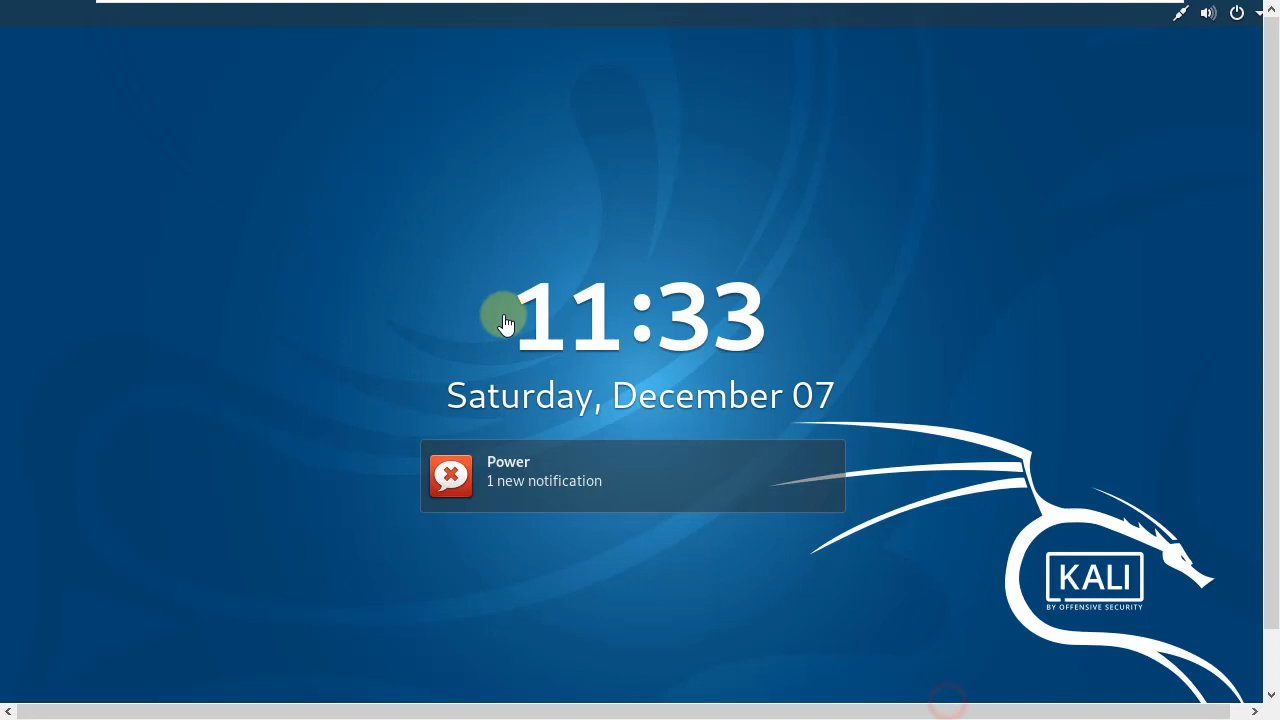 11:33
Saturday, December 07
Power
1 new notification
KALI
BY OFFENSIVE SECURITY